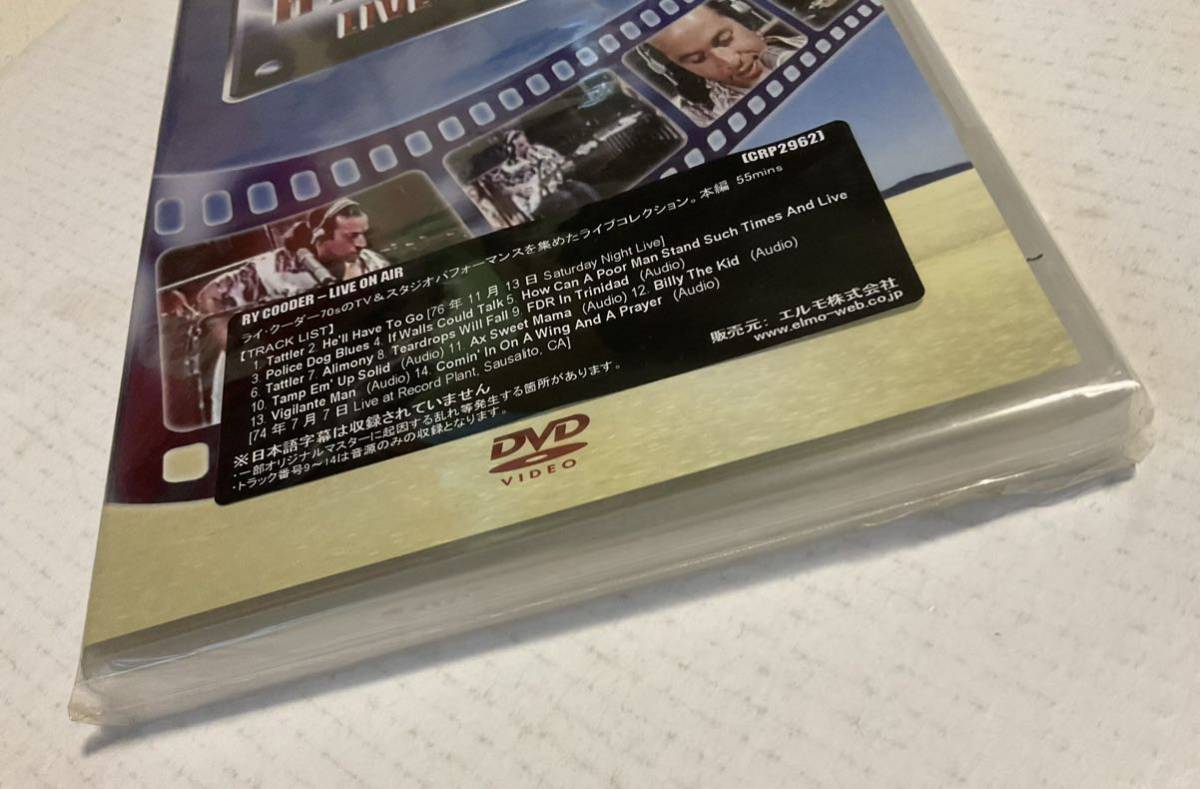 LIVE
[CRP2962]
RY COODER – LIVE ON AIR
ライ・クーダー70sのTV＆スタジオパフォーマンスを集めたライブコレクション。本編 55mins
【TRACK LIST】
1. Tattler 2. He'll Have To Go [76 年 11 月 13 日 Saturday Night Live]
3. Police Dog Blues 4. If Walls Could Talk 5. How Can A Poor Man Stand Such Times And Live
6. Tattler 7. Alimony 8. Teardrops Will Fall 9. FDR In Trinidad (Audio)
10. Tamp Em' Up Solid (Audio) 11. Ax Sweet Mama (Audio) 12. Billy The Kid (Audio)
13. Vigilante Man (Audio) 14. Comin' In On A Wing And A Prayer (Audio)
[74 年 7 月 7 日 Live at Record Plant, Sausalito, CA]
※日本語字幕は収録されていません
・一部オリジナルマスターに起因する乱れ等発生する箇所があります。
・トラック番号9〜14は音源のみの収録となります。
販売元: エルモ株式会社
www.elmo-web.co.jp
DVD
VIDEO